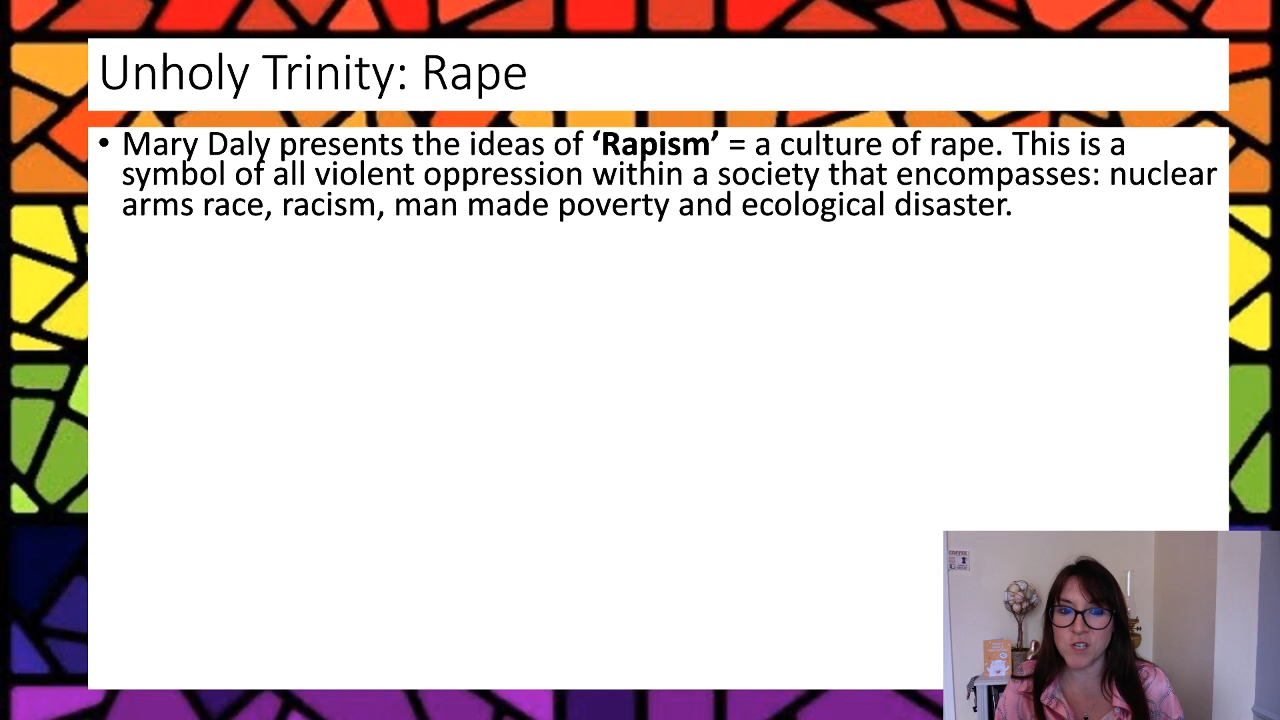 Unholy Trinity: Rape
• Mary Daly presents the ideas of ‘Rapism’ = a culture of rape. This is a
symbol of all violent oppression within a society that encompasses: nuclear
arms race, racism, man made poverty and ecological disaster.